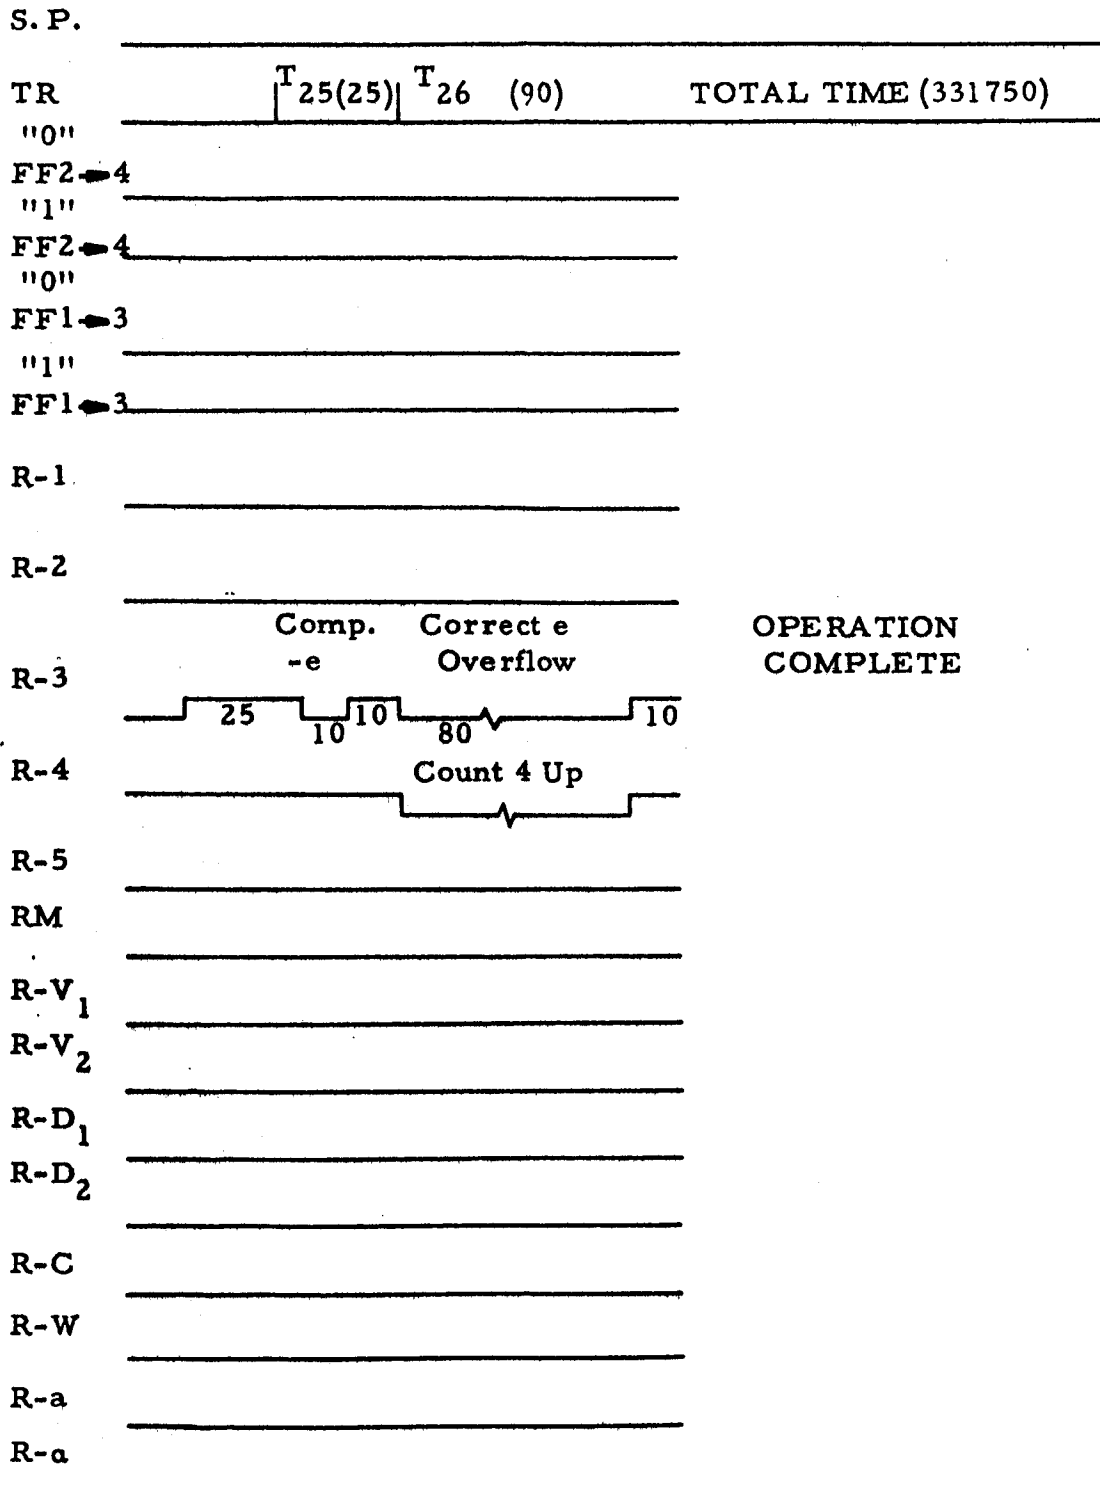 S. P.
TR T25(25) T26 (90) TOTAL TIME (331750)
"0"
FF2→4
"1"
FF2→4
"0"
FF1→3
"1"
FF1→3
R-1
R-2
Comp. Correct e OPERATION
-e Overflow COMPLETE
R-3
25 10 10 80 10
R-4 Count 4 Up
R-5
RM
R-V1
R-V2
R-D1
R-D2
R-C
R-W
R-a
R-α